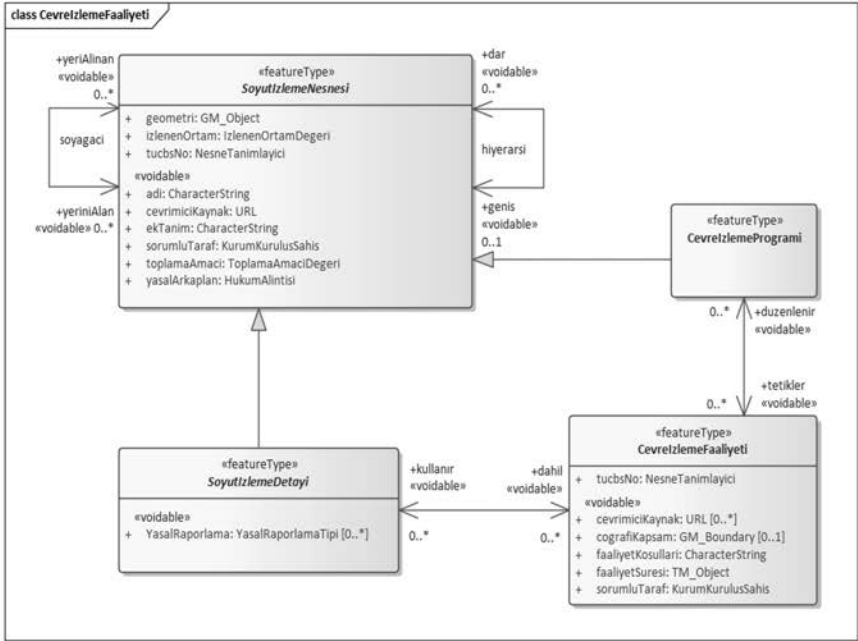 class CevreIzlemeFaaliyeti
+yeriAlinan
«voidable»
0..*
soyagaci
+yeriniAlan
«voidable» 0..*
«featureType»
SoyutIzlemeNesnesi
+ geometri: GM_Object
+ izlenenOrtam: IzlenenOrtamDegeri
+ tucbsNo: NesneTanimlayici
«voidable»
+ adi: CharacterString
+ cevrimiciKaynak: URL
+ ekTanim: CharacterString
+ sorumluTaraf: KurumKurulusSahis
+ toplamaAmaci: ToplamaAmaciDegeri
+ yasalArkaplan: HukumAlintisi
+dar
«voidable»
0..*
hiyerarsi
+genis
«voidable»
0..1
«featureType»
CevreIzlemeProgrami
0..* +duzenlenir
«voidable»
+tetikler
0..* «voidable»
«featureType»
SoyutIzlemeDetayi
«voidable»
+ YasalRaporlama: YasalRaporlamaTipi [0..*]
+kullanır
«voidable»
0..*
+dahil
«voidable»
0..*
«featureType»
CevreIzlemeFaaliyeti
+ tucbsNo: NesneTanimlayici
«voidable»
+ cevrimiciKaynak: URL [0..*]
+ cografiKapsam: GM_Boundary [0..1]
+ faaliyetKosullari: CharacterString
+ faaliyetSuresi: TM_Object
+ sorumluTaraf: KurumKurulusSahis